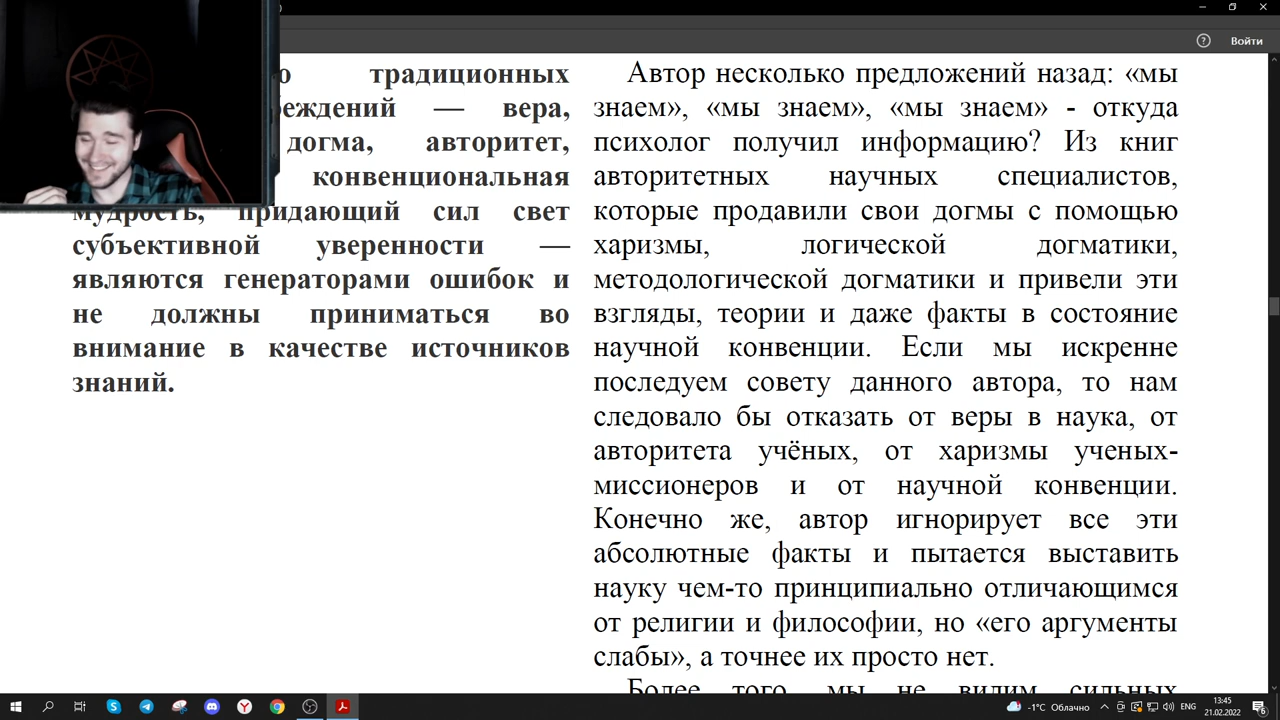 Войти
традиционных
— вера,
догма, авторитет,
конвенциональная
мудрость, придающий сил свет
субъективной уверенности —
являются генераторами ошибок и
не должны приниматься во
внимание в качестве источников
знаний.
Автор несколько предложений назад: «мы
знаем», «мы знаем», «мы знаем» - откуда
психолог получил информацию? Из книг
авторитетных научных специалистов,
которые продавили свои догмы с помощью
харизмы, логической догматики,
методологической догматики и привели эти
взгляды, теории и даже факты в состояние
научной конвенции. Если мы искренне
последуем совету данного автора, то нам
следовало бы отказать от веры в наука, от
авторитета учёных, от харизмы ученых-
миссионеров и от научной конвенции.
Конечно же, автор игнорирует все эти
абсолютные факты и пытается выставить
науку чем-то принципиально отличающимся
от религии и философии, но «его аргументы
слабы», а точнее их просто нет.
Более того, мы не видим сильных
-1°C Облачно
ENG
13:45
21.02.2022